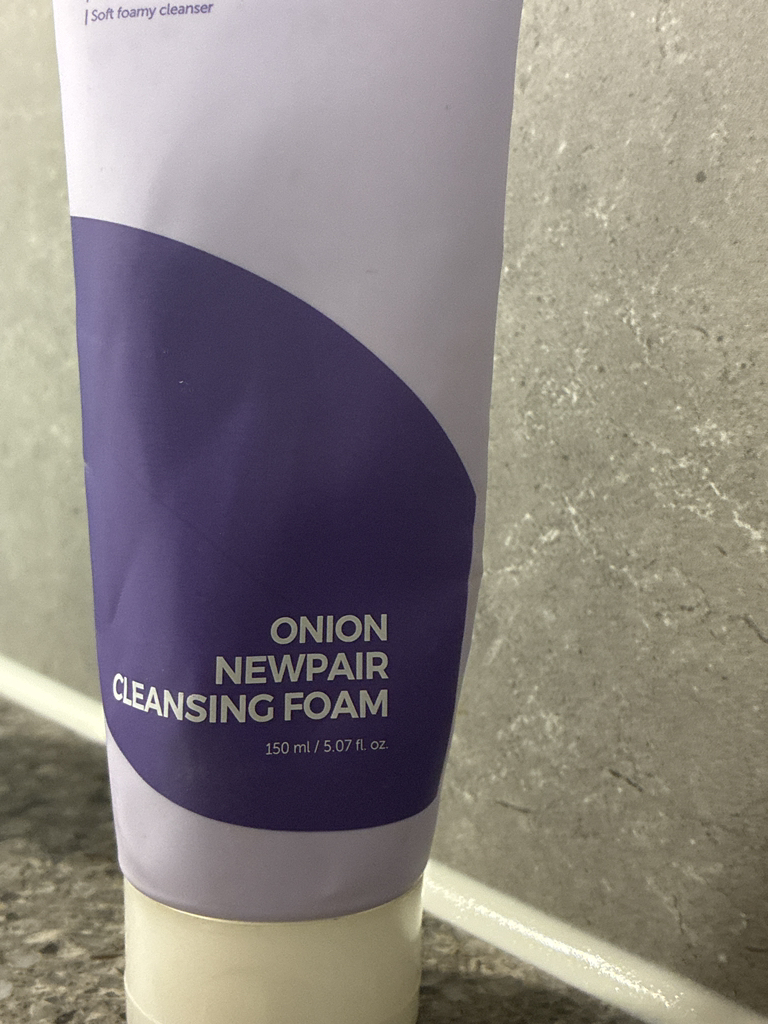 | Soft foamy cleanser
ONION
NEWPAIR
CLEANSING FOAM
150 ml / 5.07 fl. oz.